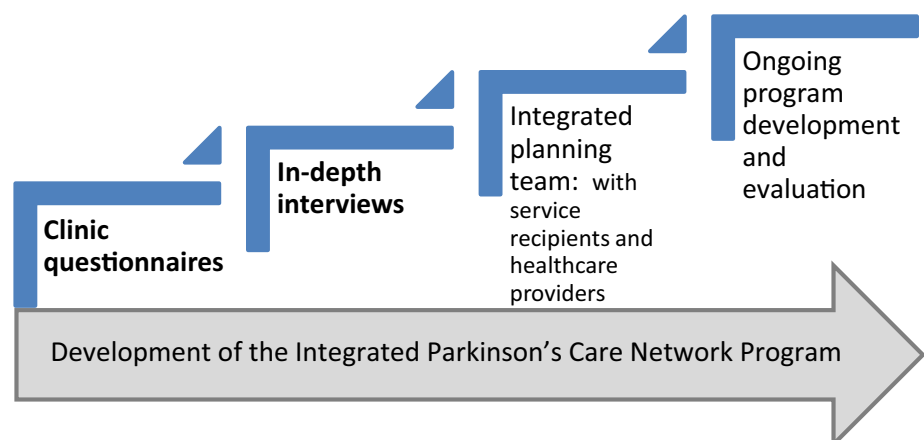 Clinic
questionnaires
In-depth
interviews
Integrated
planning
team: with
service
recipients and
healthcare
providers
Ongoing
program
development
and
evaluation
Development of the Integrated Parkinson’s Care Network Program